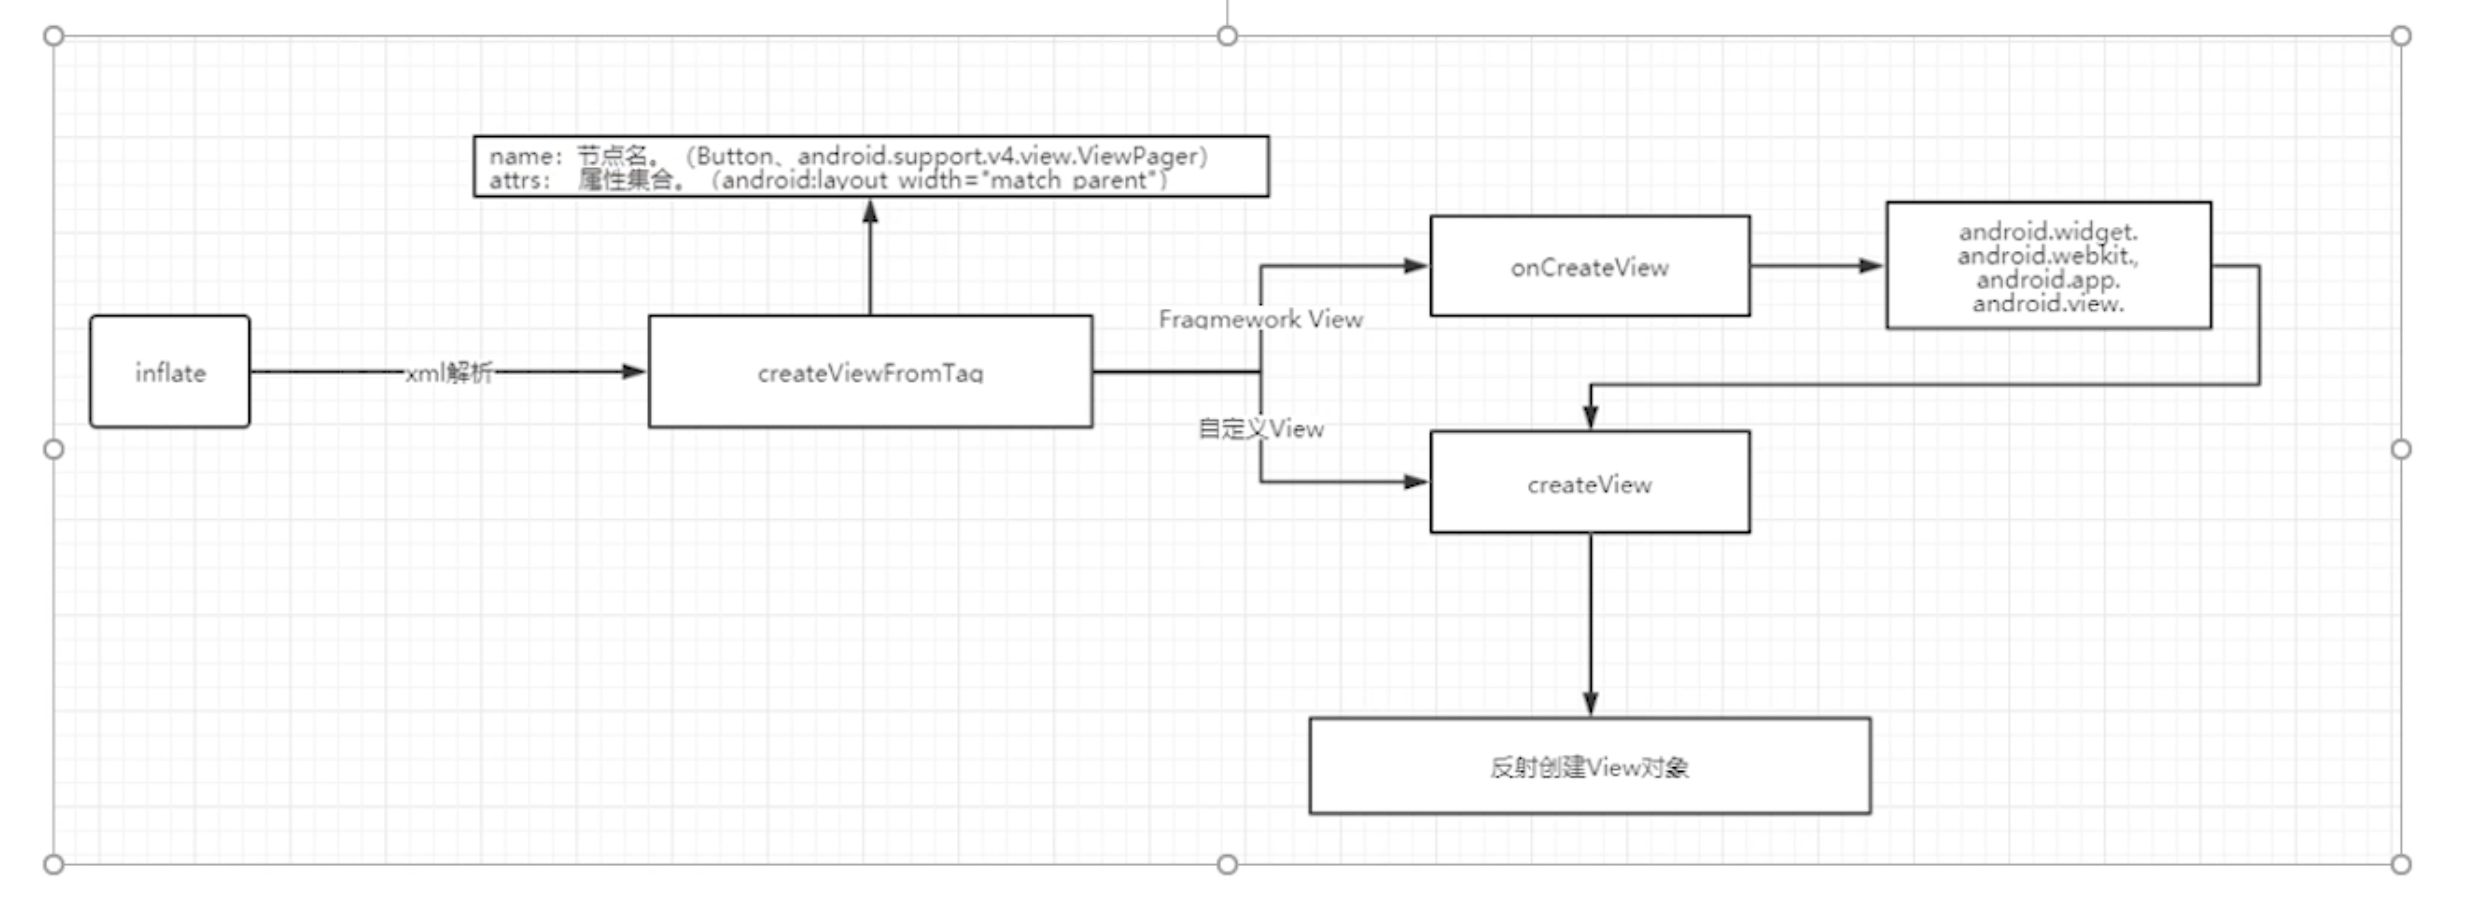 name：节点名。（Button、android.support.v4.view.ViewPager）
attrs： 属性集合。（android:layout_width="match_parent"）
inflate
xml解析
createViewFromTag
Fragmework View
自定义View
onCreateView
android.widget.
android.webkit.,
android.app.
android.view.
createView
反射创建View对象